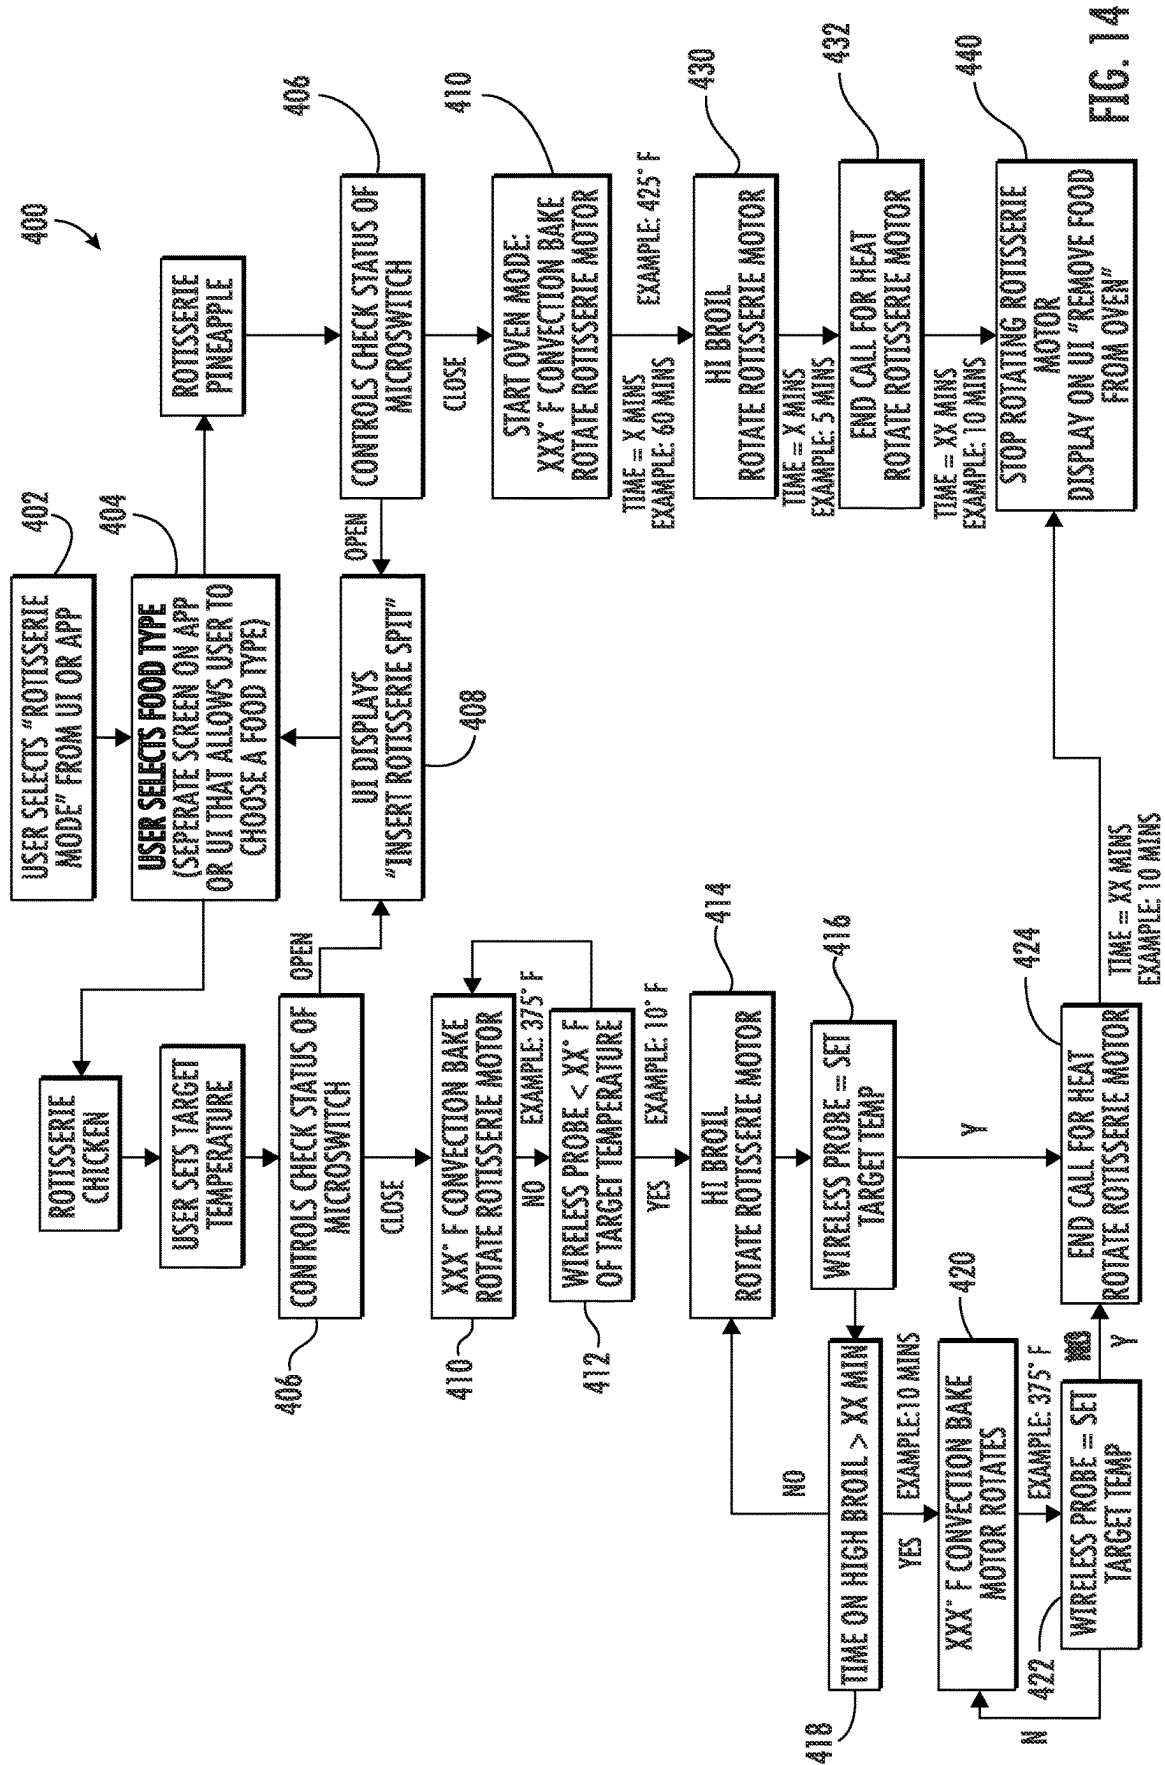 400
402
USER SELECTS "ROTISSERIE
MODE" FROM UI OR APP
404
USER SELECTS FOOD TYPE
(SEPERATE SCREEN ON APP
OR UI THAT ALLOWS USER TO
CHOOSE A FOOD TYPE)
ROTISSERIE
CHICKEN
USER SETS TARGET
TEMPERATURE
CONTROLS CHECK STATUS OF
MICROSWITCH
406
OPEN
CLOSE
UI DISPLAYS
"INSERT ROTISSERIE SPIT"
408
XXX° F CONVECTION BAKE
ROTATE ROTISSERIE MOTOR
410
NO
EXAMPLE: 375° F
WIRELESS PROBE < XX° F
OF TARGET TEMPERATURE
412
YES
EXAMPLE: 10° F
HI BROIL
ROTATE ROTISSERIE MOTOR
414
WIRELESS PROBE = SET
TARGET TEMP
416
Y
NO
TIME ON HIGH BROIL > XX MIN
418
YES
EXAMPLE:10 MINS
XXX° F CONVECTION BAKE
MOTOR ROTATES
420
EXAMPLE: 375° F
WIRELESS PROBE = SET
TARGET TEMP
422
N
Y
END CALL FOR HEAT
ROTATE ROTISSERIE MOTOR
424
TIME = XX MINS
EXAMPLE: 10 MINS
ROTISSERIE
PINEAPPLE
CONTROLS CHECK STATUS OF
MICROSWITCH
406
OPEN
CLOSE
START OVEN MODE:
XXX° F CONVECTION BAKE
ROTATE ROTISSERIE MOTOR
410
TIME = X MINS
EXAMPLE: 60 MINS
EXAMPLE: 425° F
HI BROIL
ROTATE ROTISSERIE MOTOR
430
TIME = X MINS
EXAMPLE: 5 MINS
END CALL FOR HEAT
ROTATE ROTISSERIE MOTOR
432
TIME = XX MINS
EXAMPLE: 10 MINS
STOP ROTATING ROTISSERIE
MOTOR
DISPLAY ON UI "REMOVE FOOD
FROM OVEN"
440
FIG. 14